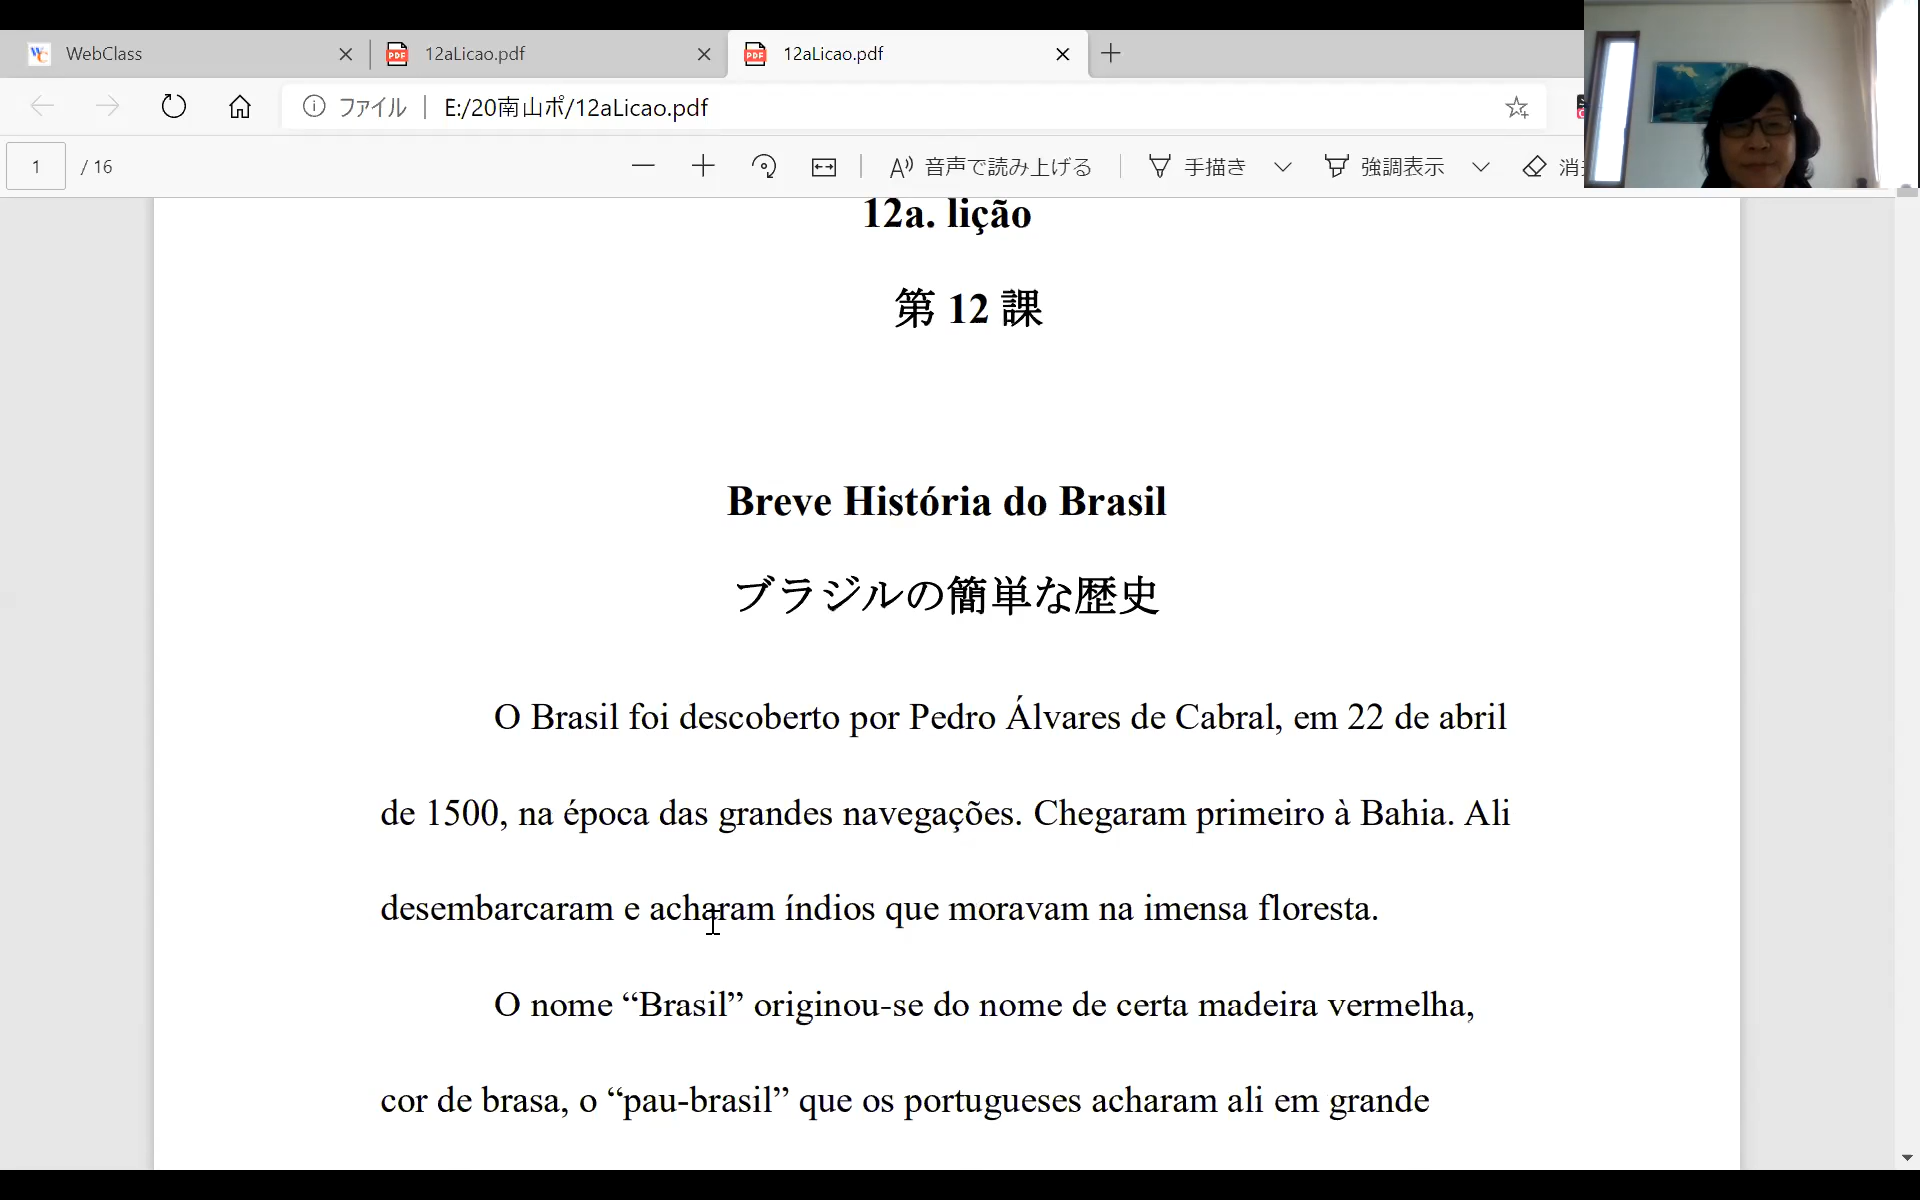 WebClass
12aLicao.pdf
12aLicao.pdf
ファイル
E:/20南山ポ/12aLicao.pdf
1
/ 16
音声で読み上げる
手描き
強調表示
消
12a. lição
第 12 課
Breve História do Brasil
ブラジルの簡単な歴史
O Brasil foi descoberto por Pedro Álvares de Cabral, em 22 de abril
de 1500, na época das grandes navegações. Chegaram primeiro à Bahia. Ali
desembarcaram e acharam índios que moravam na imensa floresta.
O nome “Brasil” originou-se do nome de certa madeira vermelha,
cor de brasa, o “pau-brasil” que os portugueses acharam ali em grande